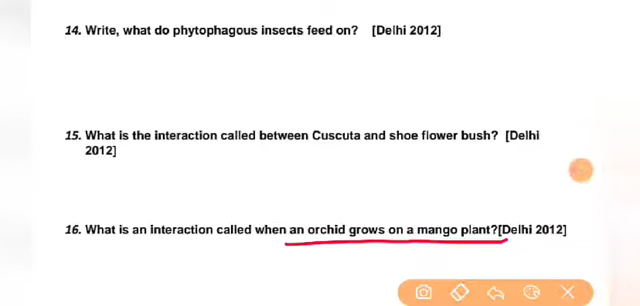 14. Write, what do phytophagous insects feed on? [Delhi 2012]
15. What is the interaction called between Cuscuta and shoe flower bush? [Delhi
2012]
16. What is an interaction called when an orchid grows on a mango plant?[Delhi 2012]